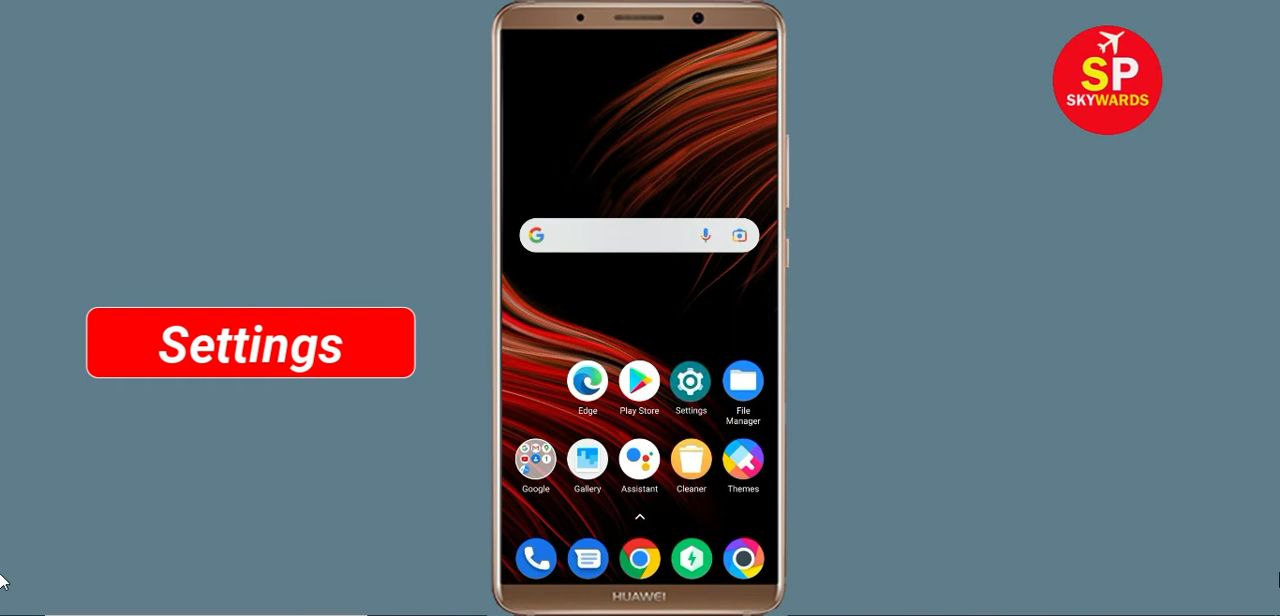 SP
SKYWARDS
Settings
Edge
Play Store
Settings
File
Manager
Google
Gallery
Assistant
Cleaner
Themes
HUAWEI